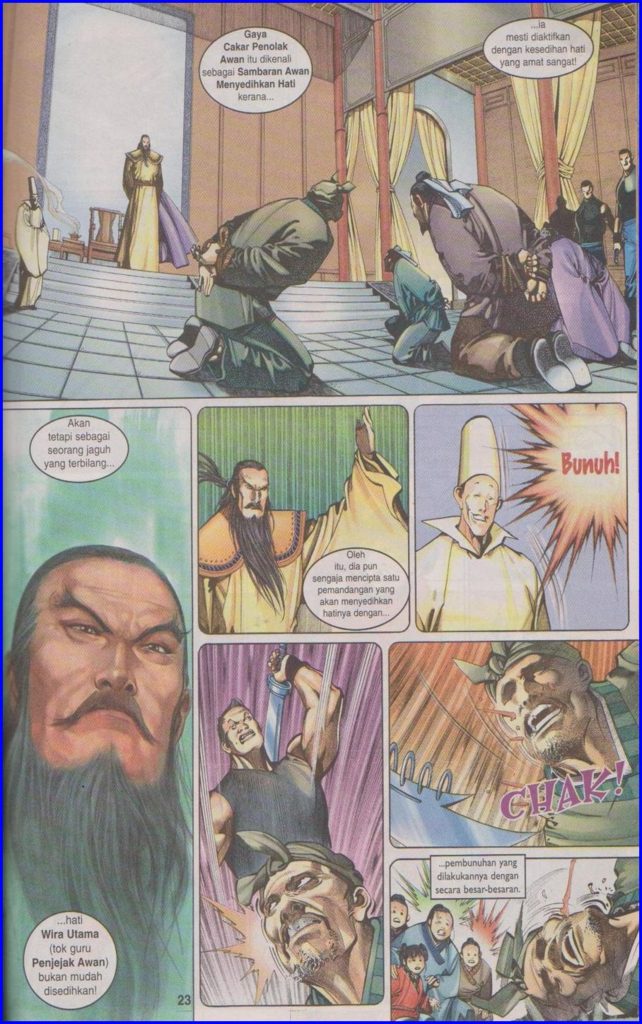 Gaya
Cakar Penolak
Awan itu dikenali
sebagai Sambaran Awan
Menyedihkan Hati
kerana...
...ia
mesti diaktifkan
dengan kesedihan hati
yang amat sangat!
Akan
tetapi sebagai
seorang jaguh
yang terbilang...
...hati
Wira Utama
(tok guru
Penjejak Awan)
bukan mudah
disedihkan!
Oleh
itu, dia pun
sengaja mencipta satu
pemandangan yang
akan menyedihkan
hatinya dengan...
Bunuh!
CHAK!
...pembunuhan yang
dilakukannya dengan
secara besar-besaran.
23